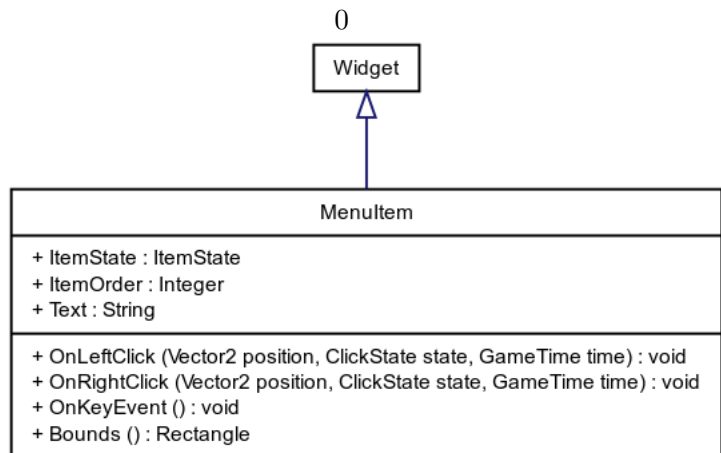 0
Widget
MenuItem
+ ItemState : ItemState
+ ItemOrder : Integer
+ Text : String
+ OnLeftClick (Vector2 position, ClickState state, GameTime time) : void
+ OnRightClick (Vector2 position, ClickState state, GameTime time) : void
+ OnKeyEvent () : void
+ Bounds () : Rectangle